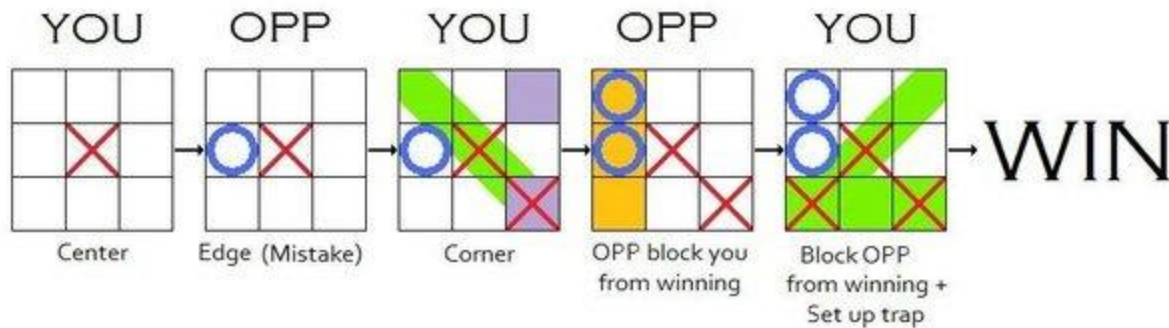 YOU
OPP
YOU
OPP
YOU
WIN
Center
Edge (Mistake)
Corner
OPP block you
from winning
Block OPP
from winning +
Set up trap